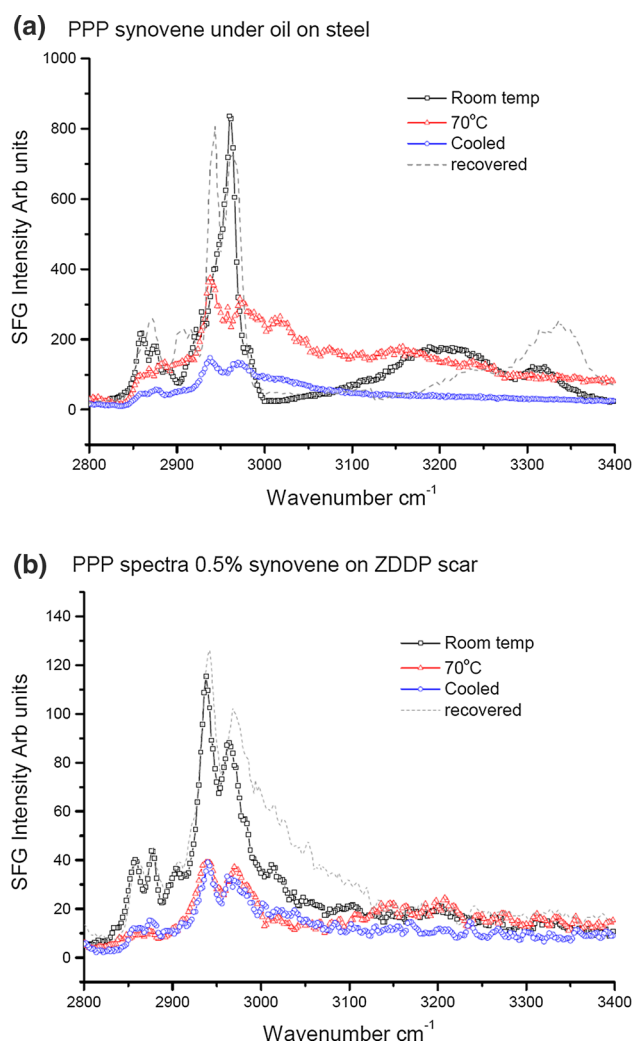 (a) PPP synovene under oil on steel
1000
800
600
400
200
0
SFG Intensity Arb units
Room temp
70°C
Cooled
recovered
2800 2900 3000 3100 3200 3300 3400
Wavenumber cm-1
(b) PPP spectra 0.5% synovene on ZDDP scar
140
120
100
80
60
40
20
0
SFG Intensity Arb units
Room temp
70°C
Cooled
recovered
2800 2900 3000 3100 3200 3300 3400
Wavenumber cm-1